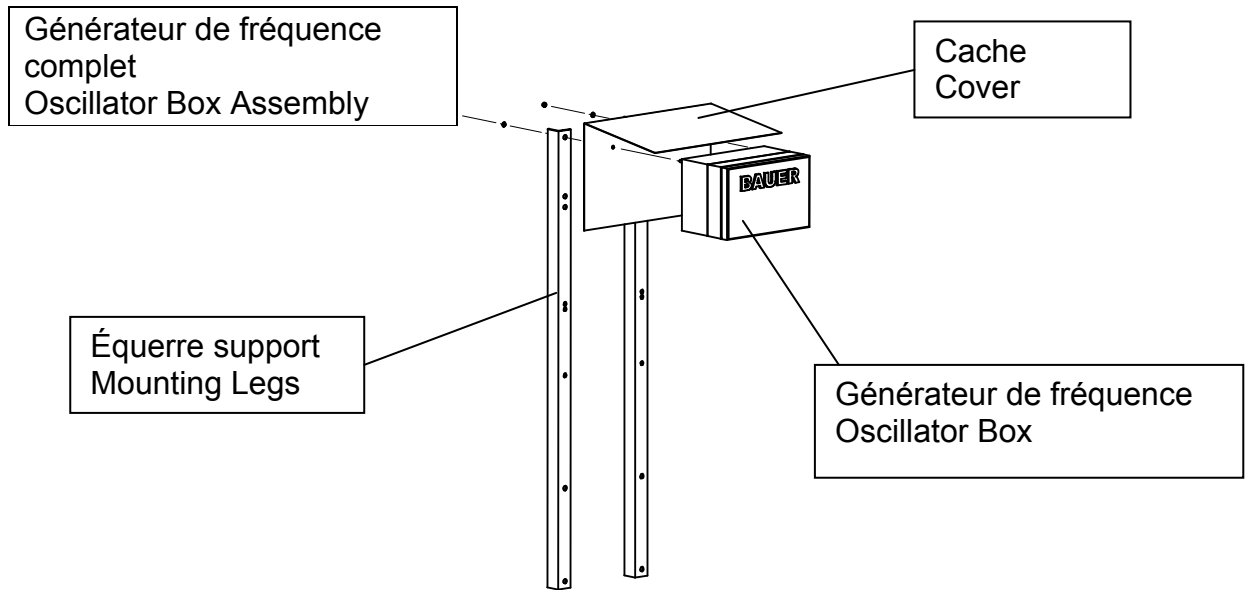 Générateur de fréquence
complet
Oscillator Box Assembly
Cache
Cover
BAUER
Équerre support
Mounting Legs
Générateur de fréquence
Oscillator Box